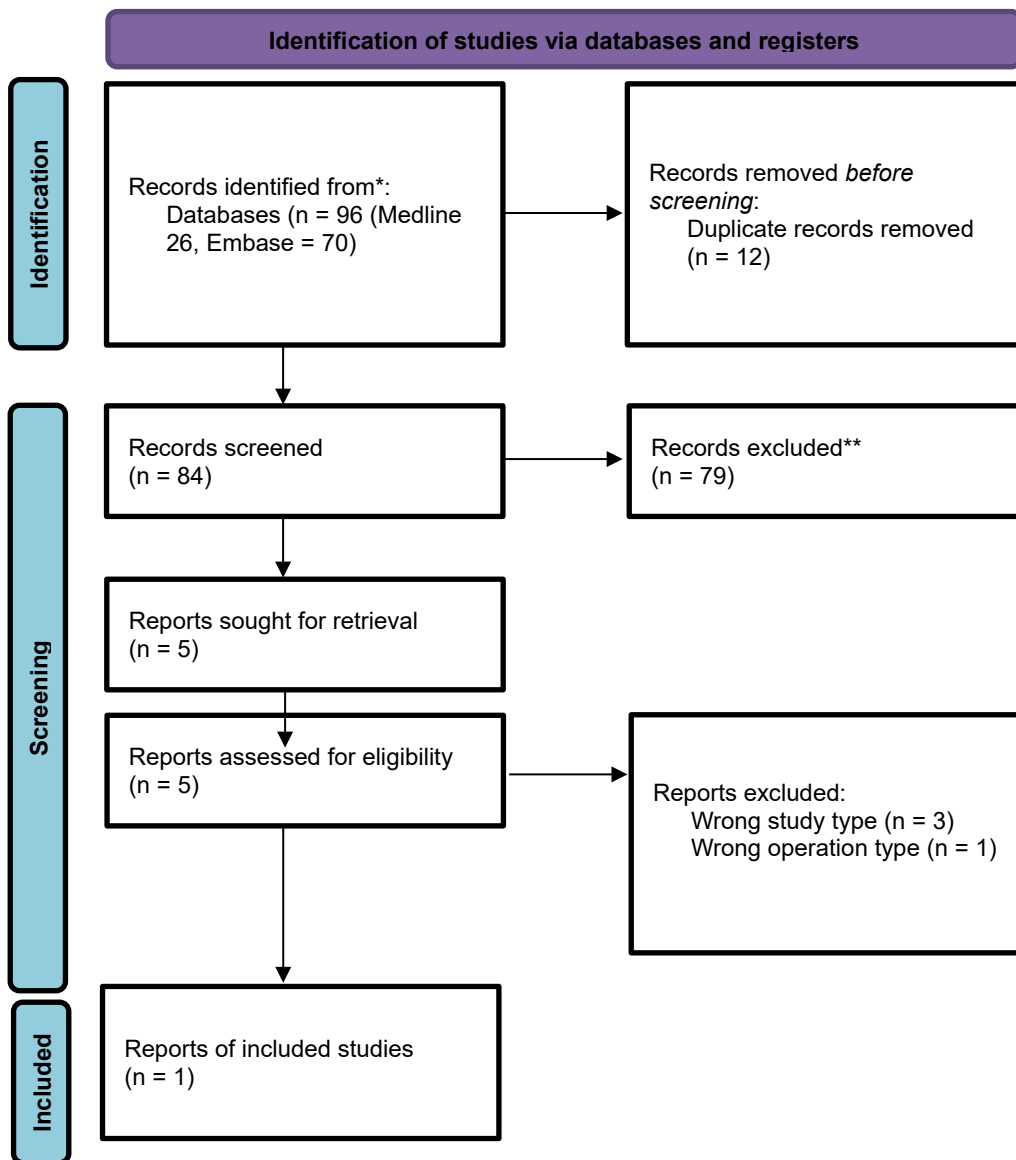 Identification of studies via databases and registers
Identification
Records identified from*:
Databases (n = 96 (Medline
26, Embase = 70)
Records removed before
screening:
Duplicate records removed
(n = 12)
Screening
Records screened
(n = 84)
Records excluded**
(n = 79)
Reports sought for retrieval
(n = 5)
Reports assessed for eligibility
(n = 5)
Reports excluded:
Wrong study type (n = 3)
Wrong operation type (n = 1)
Included
Reports of included studies
(n = 1)